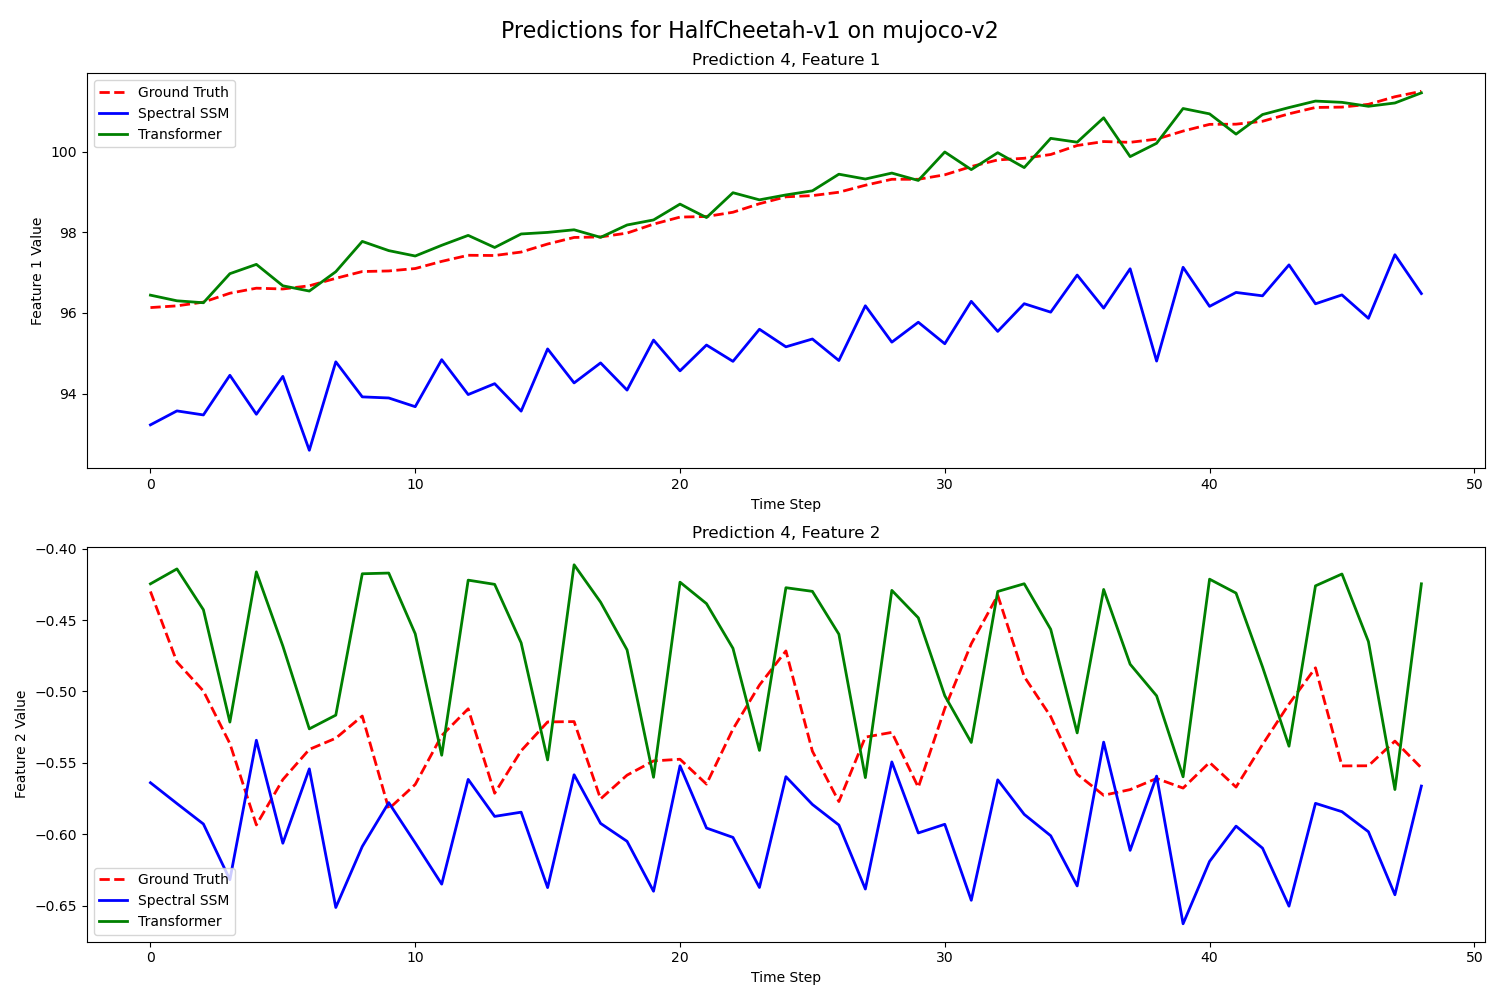 Predictions for HalfCheetah-v1 on mujoco-v2
Prediction 4, Feature 1
Ground Truth
Spectral SSM
Transformer
Feature 1 Value
100
98
96
94
0 10 20 30 40 50
Time Step
Prediction 4, Feature 2
Feature 2 Value
−0.40
−0.45
−0.50
−0.55
−0.60
−0.65
Ground Truth
Spectral SSM
Transformer
0 10 20 30 40 50
Time Step